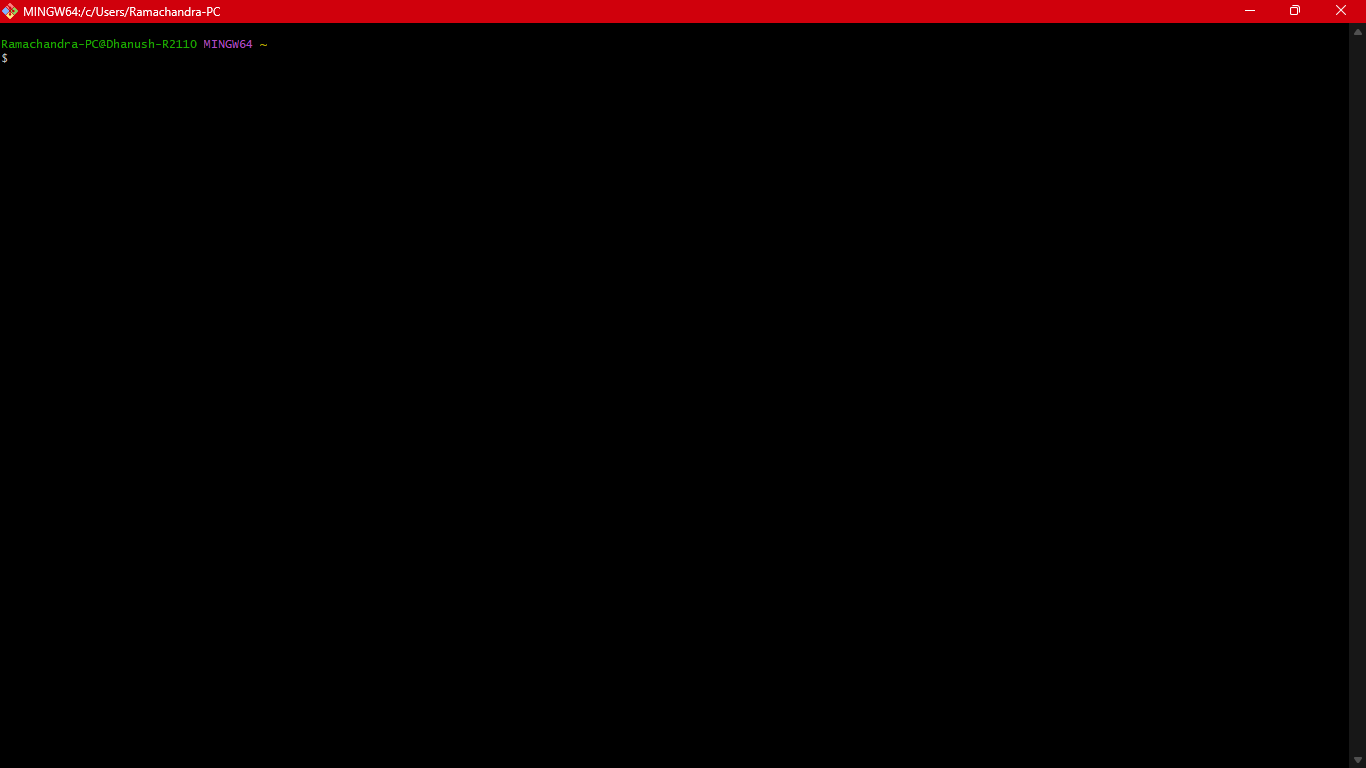 MINGW64:/c/Users/Ramachandra-PC
Ramachandra-PC@Dhanush-R2110 MINGW64 ~
$